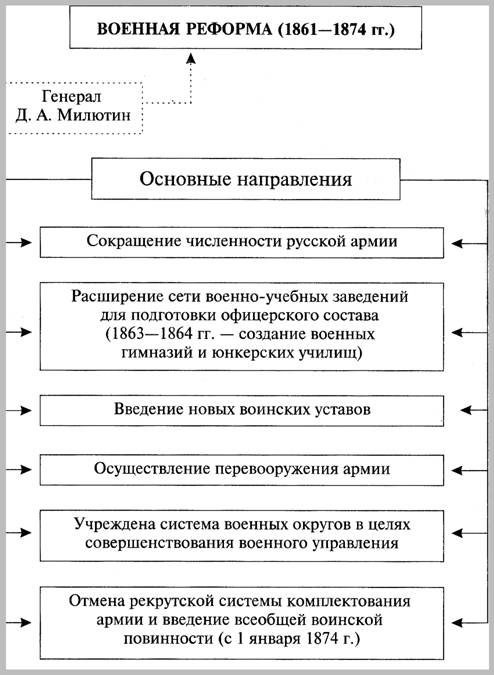 ВОЕННАЯ РЕФОРМА (1861—1874 гг.)
Генерал
Д. А. Милютин
Основные направления
Сокращение численности русской армии
Расширение сети военно-учебных заведений
для подготовки офицерского состава
(1863—1864 гг. — создание военных
гимназий и юнкерских училищ)
Введение новых воинских уставов
Осуществление перевооружения армии
Учреждена система военных округов в целях
совершенствования военного управления
Отмена рекрутской системы комплектования
армии и введение всеобщей воинской
повинности (с 1 января 1874 г.)